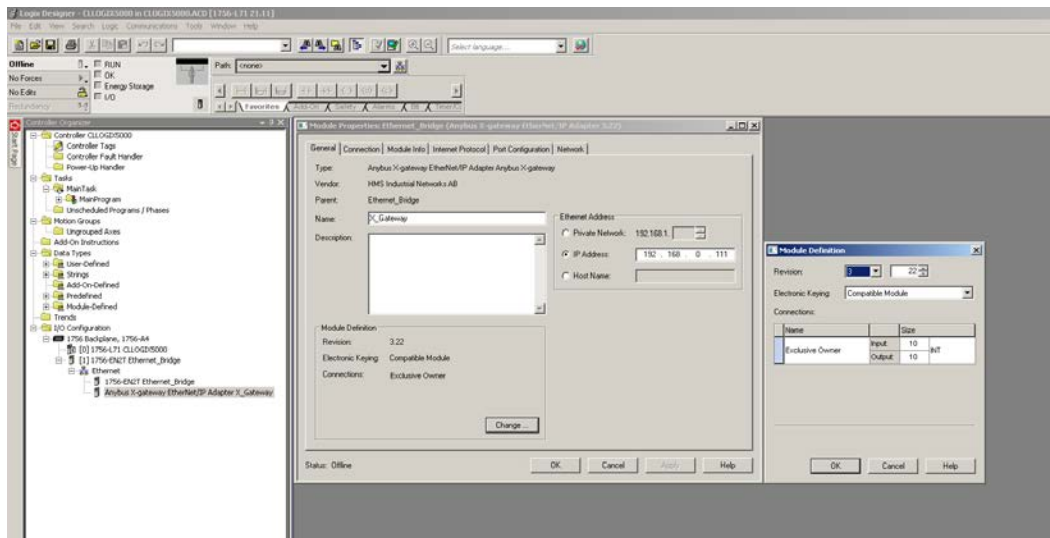 Logix Designer - CLLOGIX5000 in CLLOGIX5000.ACD [1756-L71 21.11]
File Edit View Search Logic Communications Tools Window Help
Select language...
Offline
RUN
Path: <none>
No Forces
OK
No Edits
Energy Storage
I/O
Redundancy
Favorites Add-On Safety Alarms Bit
Start Page
Controller Organizer
Controller CLLOGIX5000
Controller Tags
Controller Fault Handler
Power-Up Handler
Tasks
MainTask
MainProgram
Unscheduled Programs / Phases
Motion Groups
Ungrouped Axes
Add-On Instructions
Data Types
User-Defined
Strings
Add-On-Defined
Predefined
Module-Defined
Trends
I/O Configuration
1756 Backplane, 1756-A4
[0] 1756-L71 CLLOGIX5000
[1] 1756-EN2T Ethernet_Bridge
Ethernet
1756-EN2T Ethernet_Bridge
Anybus X-gateway EtherNet/IP Adapter X_Gateway
Module Properties: Ethernet_Bridge (Anybus X-gateway EtherNet/IP Adapter 3.22)
General Connection Module Info Internet Protocol Port Configuration Network
Type: Anybus X-gateway EtherNet/IP Adapter Anybus X-gateway
Vendor: HMS Industrial Networks AB
Parent: Ethernet_Bridge
Name: X_Gateway
Description:
Ethernet Address
Private Network: 192.168.1.
IP Address: 192 . 168 . 0 . 111
Host Name:
Module Definition
Revision: 3.22
Electronic Keying: Compatible Module
Connections: Exclusive Owner
Change ...
Status: Offline
OK Cancel Apply Help
Module Definition
Revision: 3 22
Electronic Keying: Compatible Module
Connections:
Name Size
Exclusive Owner
Input: 10
INT
Output: 10
OK Cancel Help